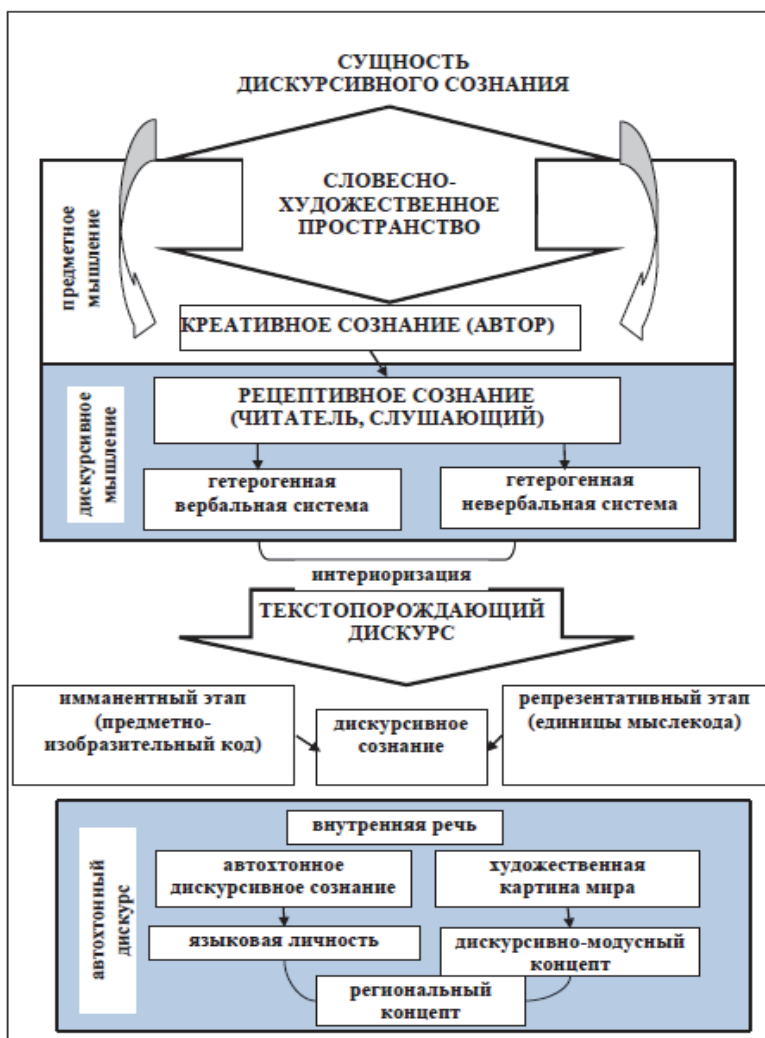 СУЩНОСТЬ
ДИСКУРСИВНОГО СОЗНАНИЯ
СЛОВЕСНО-
ХУДОЖЕСТВЕННОЕ
ПРОСТРАНСТВО
предметное
мышление
КРЕАТИВНОЕ СОЗНАНИЕ (АВТОР)
дискурсивное
мышление
РЕЦЕПТИВНОЕ СОЗНАНИЕ
(ЧИТАТЕЛЬ, СЛУШАЮЩИЙ)
гетерогенная
вербальная система
гетерогенная
невербальная система
интериоризация
ТЕКСТОПОРОЖДАЮЩИЙ
ДИСКУРС
имманентный этап
(предметно-
изобразительный код)
дискурсивное
сознание
репрезентативный этап
(единицы мыслекода)
автохтонный
дискурс
внутренняя речь
автохтонное
дискурсивное сознание
художественная
картина мира
языковая личность
дискурсивно-модусный
концепт
региональный
концепт